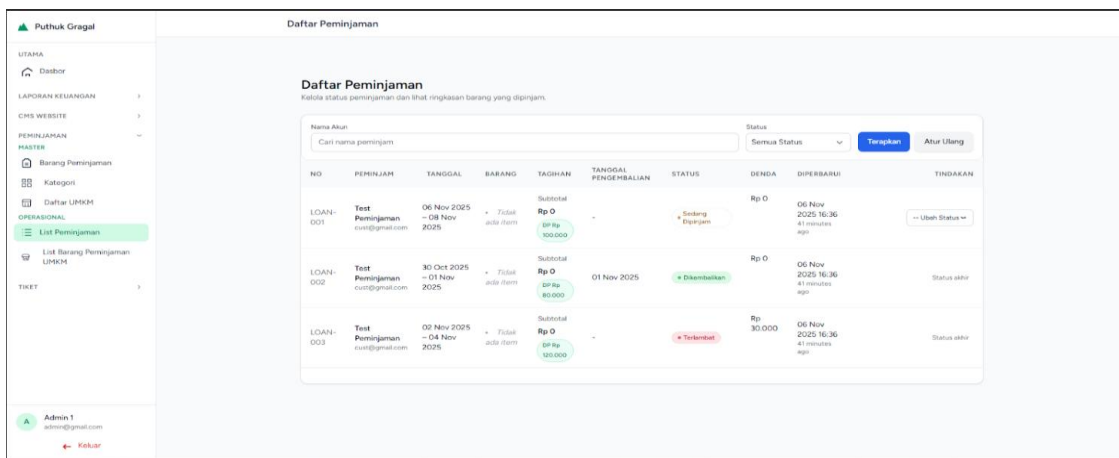 Puthuk Gragal
UTAMA
Dasbor
LAPORAN KEUANGAN
CMS WEBSITE
PEMINJAMAN
MASTER
Barang Peminjaman
Kategori
Daftar UMKM
OPERASIONAL
List Peminjaman
List Barang Peminjaman
UMKM
TIKET
A
Admin 1
admin@gmail.com
Keluar
Daftar Peminjaman
Daftar Peminjaman
Kelola status peminjaman dan lihat ringkasan barang yang dipinjam.
Nama Akun
Cari nama peminjam
Status
Semua Status
Terapkan
Atur Ulang
NO PEMINJAM TANGGAL BARANG TAGIHAN TANGGAL PENGEMBALIAN STATUS DENDA DIPERBARUI TINDAKAN
LOAN-
001
Test
Peminjaman
cust@gmail.com
06 Nov 2025
– 08 Nov
2025
• Tidak
ada item
Subtotal
Rp 0
DP Rp
100.000
–
• Sedang
Dipinjam
Rp 0
06 Nov
2025 16:36
41 minutes
ago
-- Ubah Status --
LOAN-
002
Test
Peminjaman
cust@gmail.com
30 Oct 2025
– 01 Nov
2025
• Tidak
ada item
Subtotal
Rp 0
DP Rp
80.000
01 Nov 2025
• Dikembalikan
Rp 0
06 Nov
2025 16:36
41 minutes
ago
Status akhir
LOAN-
003
Test
Peminjaman
cust@gmail.com
02 Nov 2025
– 04 Nov
2025
• Tidak
ada item
Subtotal
Rp 0
DP Rp
120.000
–
• Terlambat
Rp
30.000
06 Nov
2025 16:36
41 minutes
ago
Status akhir